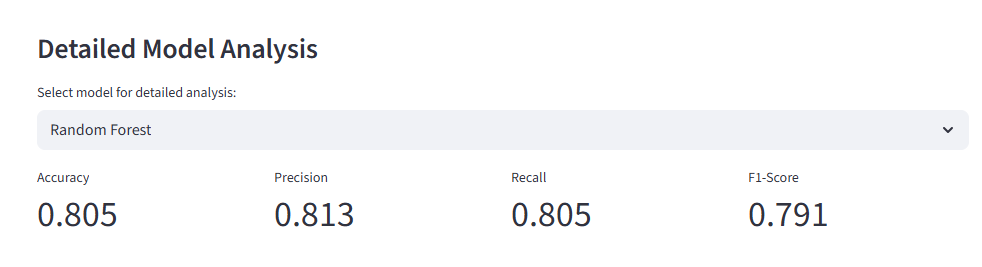 Detailed Model Analysis
Select model for detailed analysis:
Random Forest
Accuracy Precision Recall F1-Score
0.805 0.813 0.805 0.791